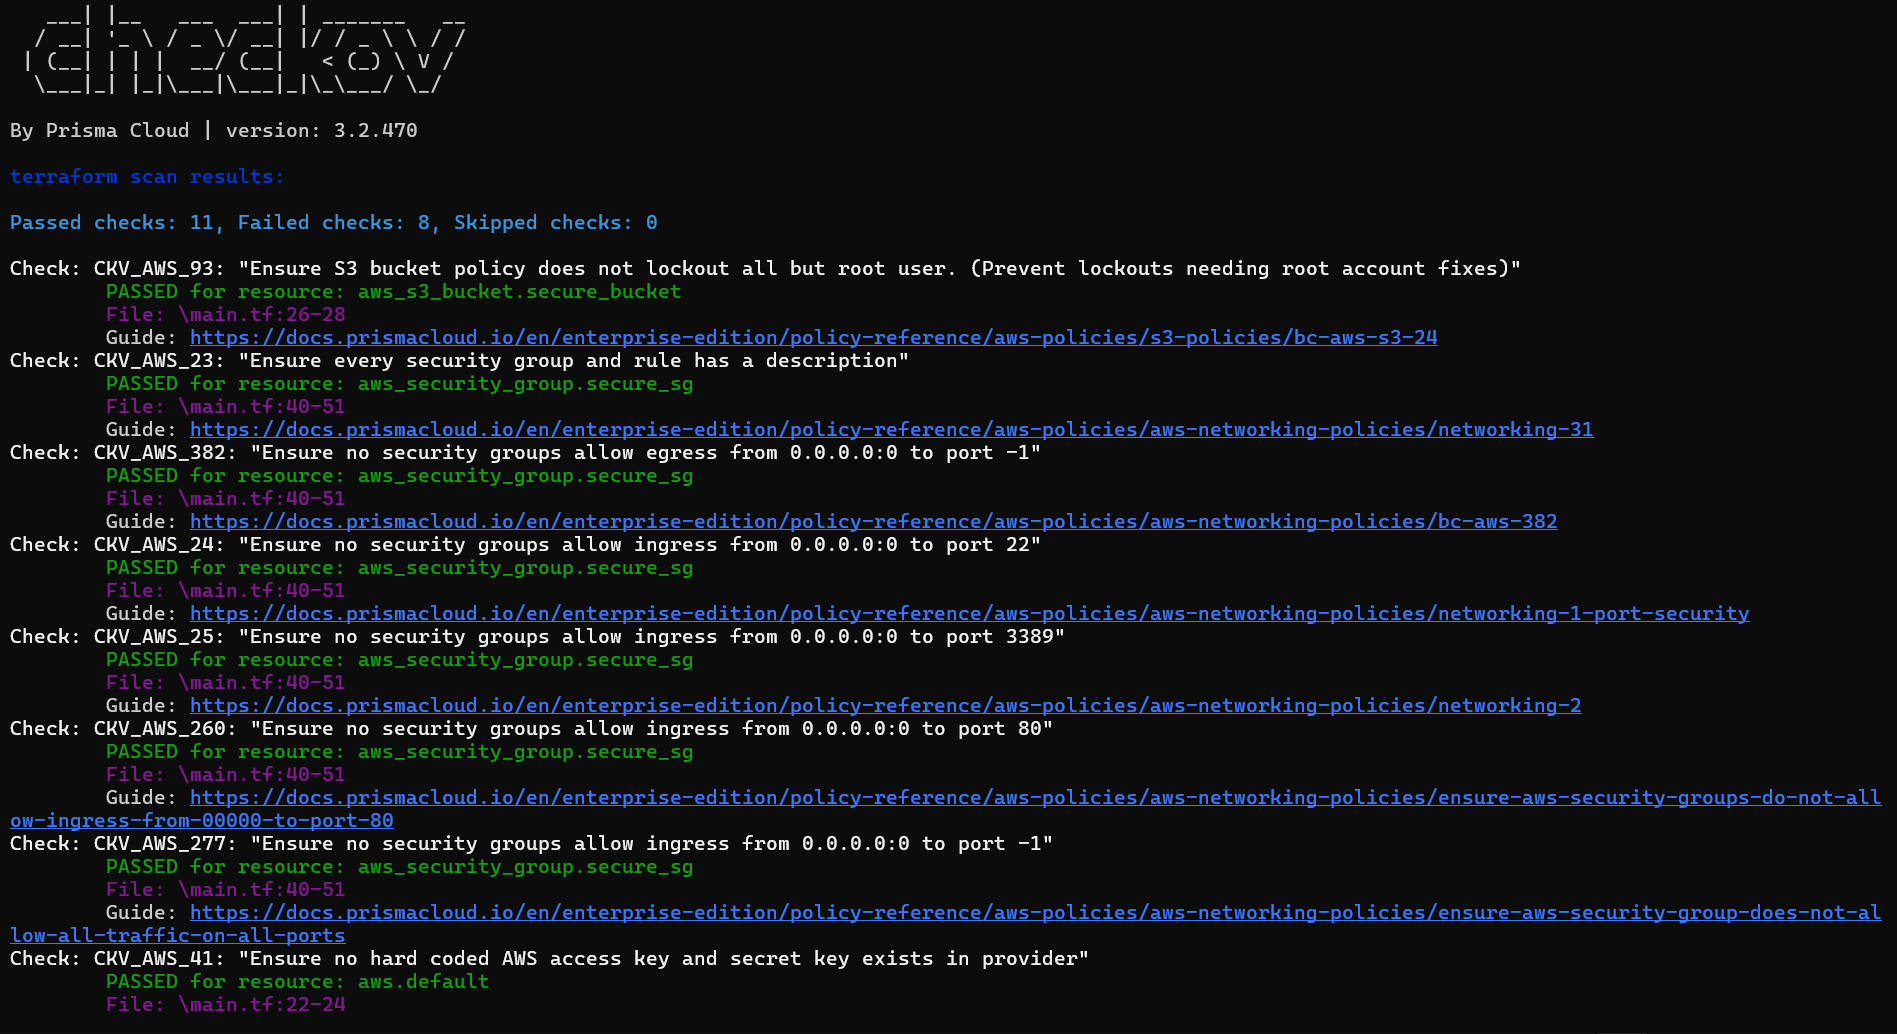 ___| |__   ___  ___| | _______   __
  / __| '_ \ / _ \/ __| |/ / _ \ \ / /
 | (__| | | |  __/ (__|   < (_) \ V /
  \___|_| |_|\___|\___|_|\_\___/ \_/
By Prisma Cloud | version: 3.2.470
terraform scan results:
Passed checks: 11, Failed checks: 8, Skipped checks: 0
Check: CKV_AWS_93: "Ensure S3 bucket policy does not lockout all but root user. (Prevent lockouts needing root account fixes)"
        PASSED for resource: aws_s3_bucket.secure_bucket
        File: \main.tf:26-28
        Guide: https://docs.prismacloud.io/en/enterprise-edition/policy-reference/aws-policies/s3-policies/bc-aws-s3-24
Check: CKV_AWS_23: "Ensure every security group and rule has a description"
        PASSED for resource: aws_security_group.secure_sg
        File: \main.tf:40-51
        Guide: https://docs.prismacloud.io/en/enterprise-edition/policy-reference/aws-policies/aws-networking-policies/networking-31
Check: CKV_AWS_382: "Ensure no security groups allow egress from 0.0.0.0:0 to port -1"
        PASSED for resource: aws_security_group.secure_sg
        File: \main.tf:40-51
        Guide: https://docs.prismacloud.io/en/enterprise-edition/policy-reference/aws-policies/aws-networking-policies/bc-aws-382
Check: CKV_AWS_24: "Ensure no security groups allow ingress from 0.0.0.0:0 to port 22"
        PASSED for resource: aws_security_group.secure_sg
        File: \main.tf:40-51
        Guide: https://docs.prismacloud.io/en/enterprise-edition/policy-reference/aws-policies/aws-networking-policies/networking-1-port-security
Check: CKV_AWS_25: "Ensure no security groups allow ingress from 0.0.0.0:0 to port 3389"
        PASSED for resource: aws_security_group.secure_sg
        File: \main.tf:40-51
        Guide: https://docs.prismacloud.io/en/enterprise-edition/policy-reference/aws-policies/aws-networking-policies/networking-2
Check: CKV_AWS_260: "Ensure no security groups allow ingress from 0.0.0.0:0 to port 80"
        PASSED for resource: aws_security_group.secure_sg
        File: \main.tf:40-51
        Guide: https://docs.prismacloud.io/en/enterprise-edition/policy-reference/aws-policies/aws-networking-policies/ensure-aws-security-groups-do-not-all
ow-ingress-from-00000-to-port-80
Check: CKV_AWS_277: "Ensure no security groups allow ingress from 0.0.0.0:0 to port -1"
        PASSED for resource: aws_security_group.secure_sg
        File: \main.tf:40-51
        Guide: https://docs.prismacloud.io/en/enterprise-edition/policy-reference/aws-policies/aws-networking-policies/ensure-aws-security-group-does-not-al
low-all-traffic-on-all-ports
Check: CKV_AWS_41: "Ensure no hard coded AWS access key and secret key exists in provider"
        PASSED for resource: aws.default
        File: \main.tf:22-24